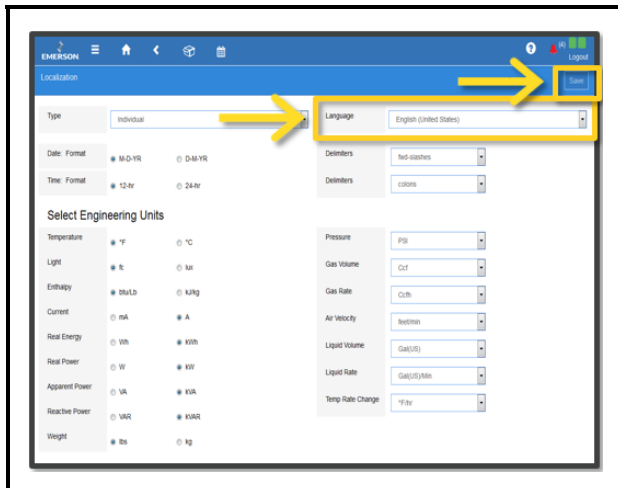 EMERSON
(4)
Logout
Localization
Save
Type
Individual
Language
English (United States)
Date: Format
M-D-YR
D-M-YR
Delimiters
fwd-slashes
Time: Format
12-hr
24-hr
Delimiters
colons
Select Engineering Units
Temperature
°F
°C
Pressure
PSI
Light
fc
lux
Gas Volume
Ccf
Enthalpy
btu/Lb
kJ/kg
Gas Rate
Ccfh
Current
mA
A
Air Velocity
feet/min
Real Energy
Wh
kWh
Liquid Volume
Gal(US)
Real Power
W
kW
Liquid Rate
Gal(US)/Min
Apparent Power
VA
kVA
Temp Rate Change
°F/hr
Reactive Power
VAR
kVAR
Weight
lbs
kg